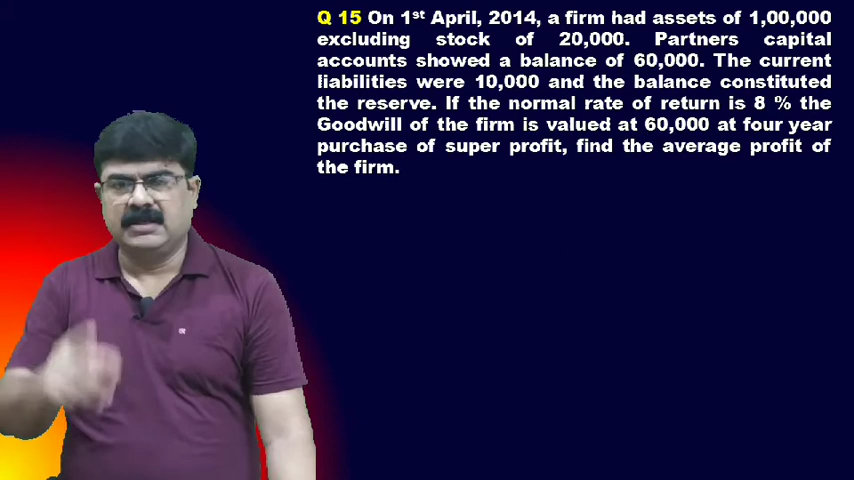 Q 15 On 1st April, 2014, a firm had assets of 1,00,000
excluding stock of 20,000. Partners capital
accounts showed a balance of 60,000. The current
liabilities were 10,000 and the balance constituted
the reserve. If the normal rate of return is 8 % the
Goodwill of the firm is valued at 60,000 at four year
purchase of super profit, find the average profit of
the firm.